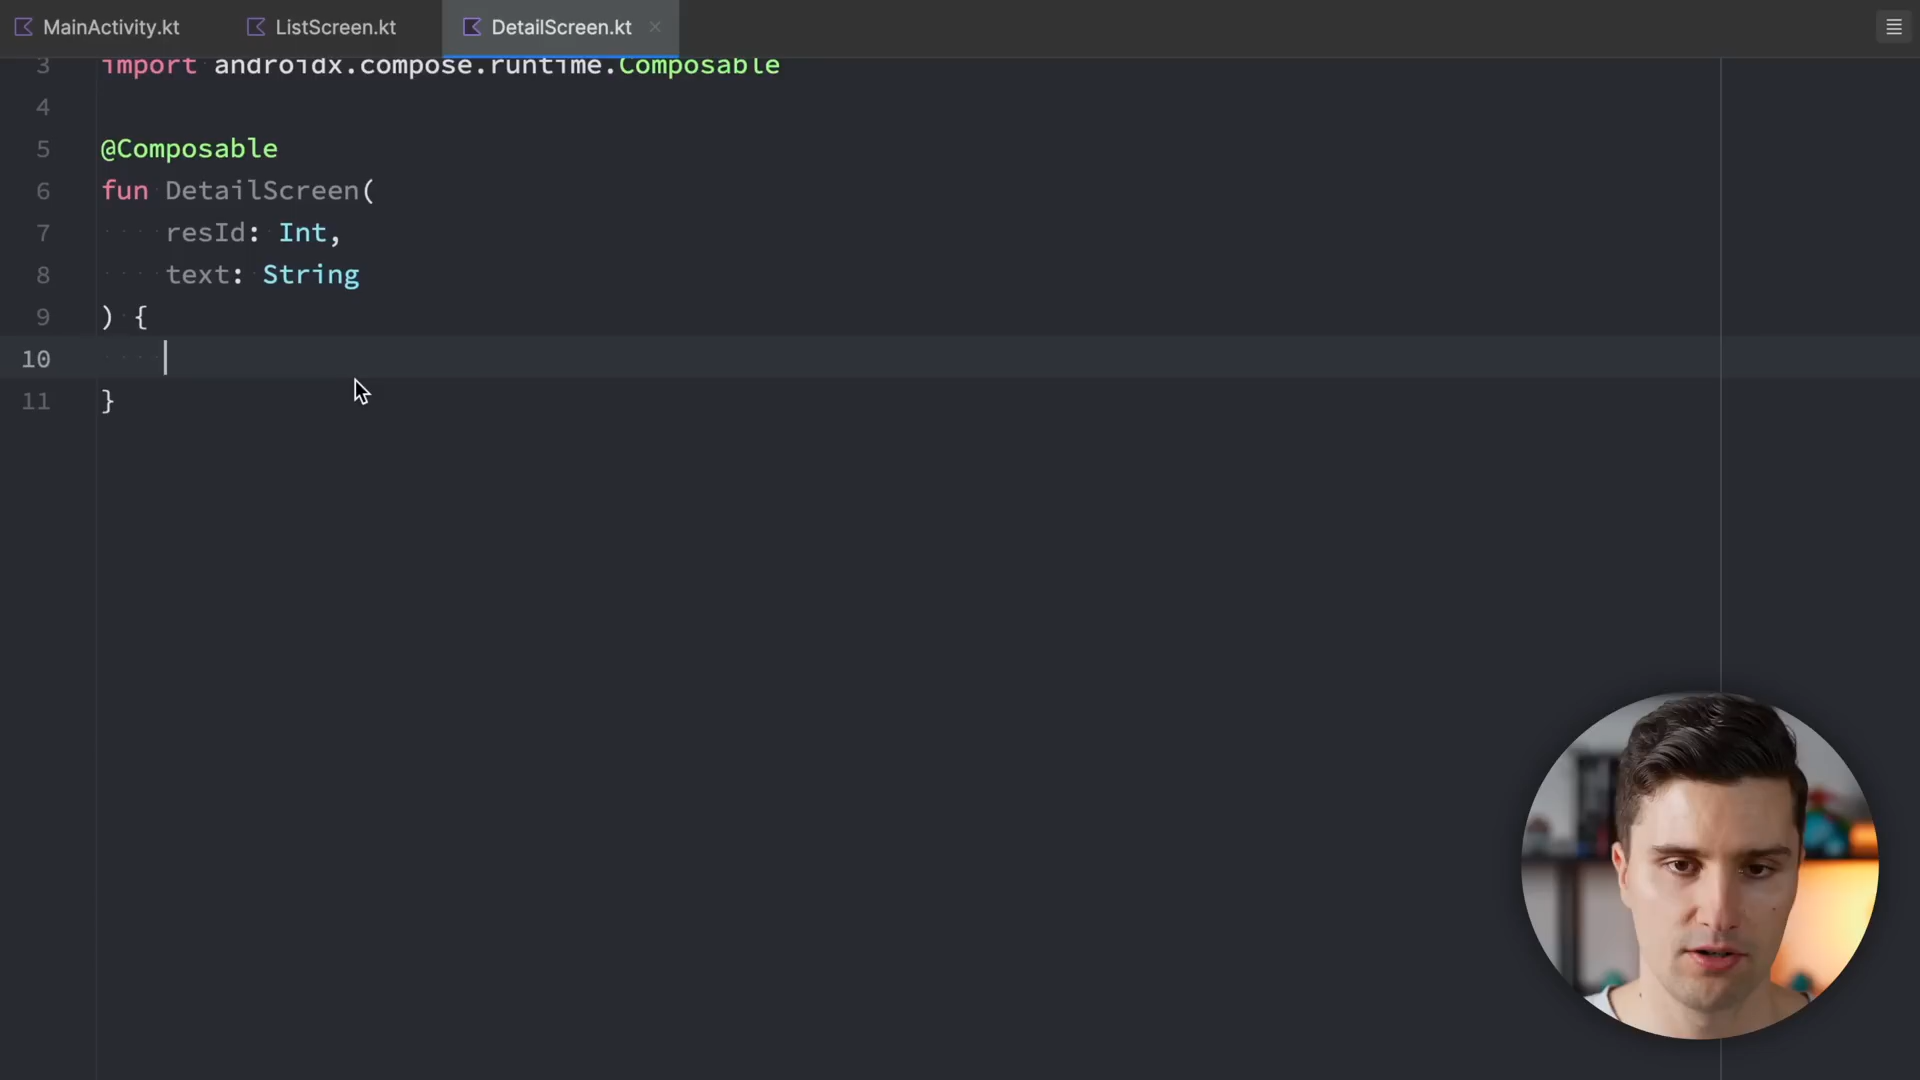 MainActivity.kt
ListScreen.kt
DetailScreen.kt
3 import androidx.compose.runtime.Composable
4
5 @Composable
6 fun DetailScreen(
7     resId: Int,
8     text: String
9 ) {
10
11 }